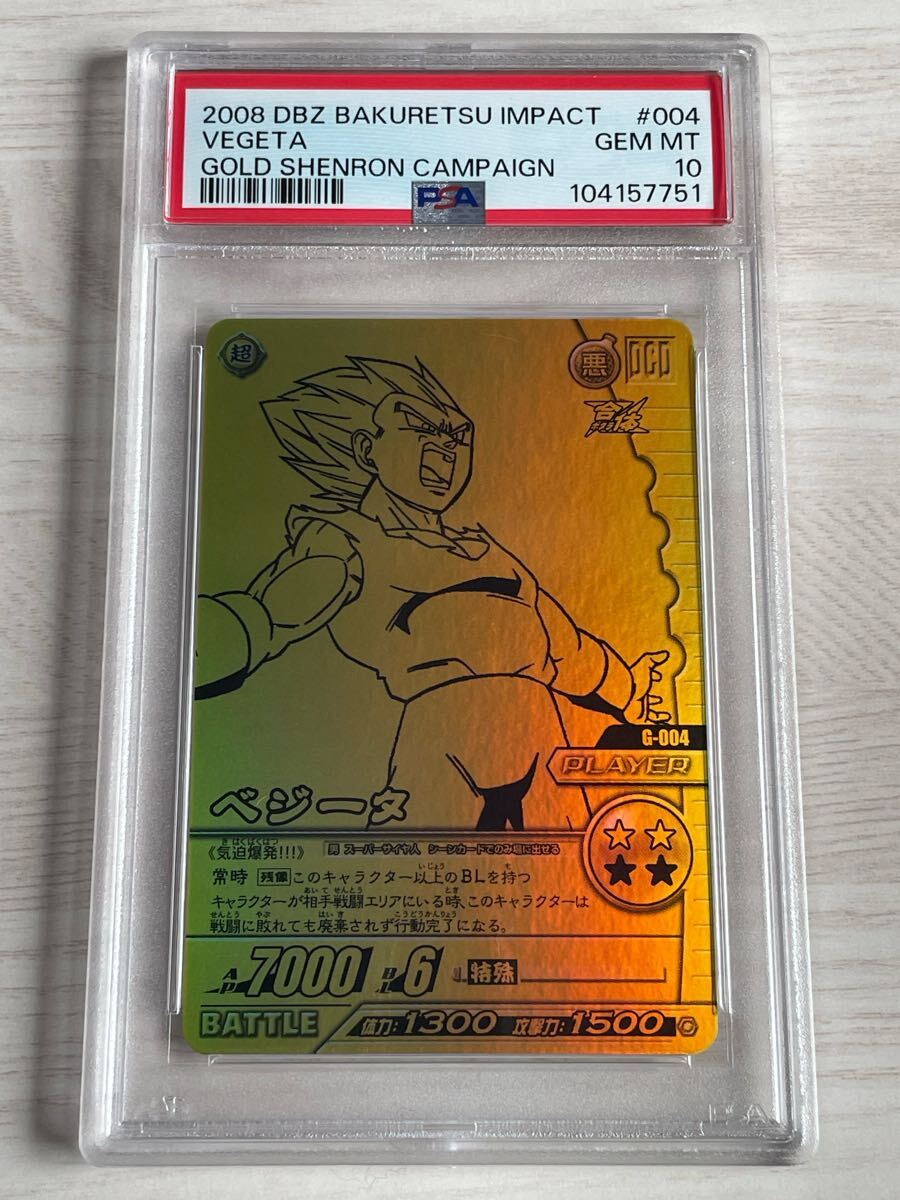 2008 DBZ BAKURETSU IMPACT #004
VEGETA GEM MT
GOLD SHENRON CAMPAIGN 10
PSA 104157751
超
悪
合体
G-004
PLAYER
ベジータ
《気迫爆発!!!》 男 スーパーサイヤ人 シーンカードでのみ場に出せる
常時 残像 このキャラクター以上のBLを持つ
キャラクターが相手戦闘エリアにいる時、このキャラクターは
戦闘に敗れても廃棄されず行動完了になる。
AP 7000 BL 6 特殊
BATTLE 体力:1300 攻撃力:1500